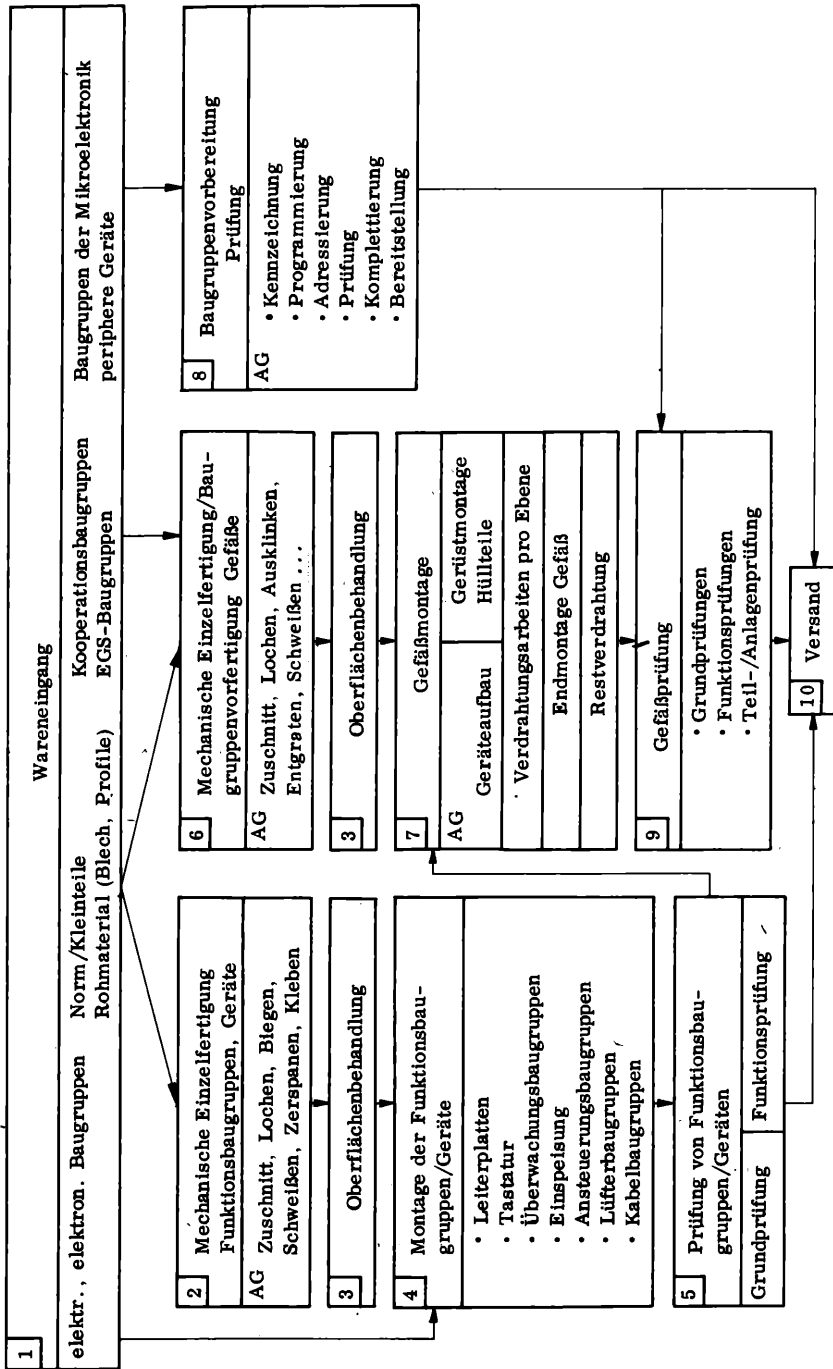 1
Wareneingang
elektr., elektron. Baugruppen
Norm/Kleinteile
Rohmaterial (Blech, Profile)
Kooperationsbaugruppen
EGS-Baugruppen
Baugruppen der Mikroelektronik
periphere Geräte
2
Mechanische Einzelfertigung
Funktionsbaugruppen, Geräte
AG
Zuschnitt, Lochen, Biegen,
Schweißen, Zerspanen, Kleben
3
Oberflächenbehandlung
4
Montage der Funktionsbau-
gruppen/Geräte
• Leiterplatten
• Tastatur
• Überwachungsbaugruppen
• Einspeisung
• Ansteuerungsbaugruppen
• Lüfterbaugruppen
• Kabelbaugruppen
5
Prüfung von Funktionsbau-
gruppen/Geräten
Grundprüfung
Funktionsprüfung
6
Mechanische Einzelfertigung/Bau-
gruppenvorfertigung Gefäße
AG
Zuschnitt, Lochen, Ausklinken,
Entgraten, Schweißen ...
3
Oberflächenbehandlung
7
Gefäßmontage
AG
Geräteaufbau
Gerüstmontage
Hüllteile
Verdrahtungsarbeiten pro Ebene
Endmontage Gefäß
Restverdrahtung
9
Gefäßprüfung
• Grundprüfungen
• Funktionsprüfungen
• Teil-/Anlagenprüfung
8
Baugruppenvorbereitung
Prüfung
AG
• Kennzeichnung
• Programmierung
• Adressierung
• Prüfung
• Komplettierung
• Bereitstellung
10
Versand